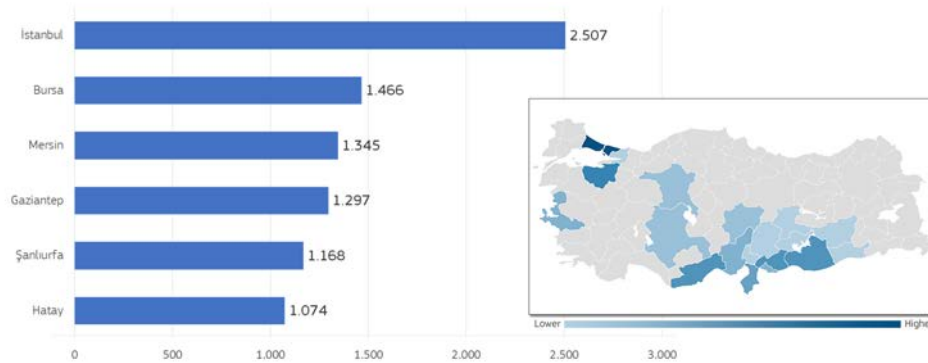 İstanbul 2.507
Bursa 1.466
Mersin 1.345
Gaziantep 1.297
Şanlıurfa 1.168
Hatay 1.074
Lower Highe
0 500 1.000 1.500 2.000 2.500 3.000